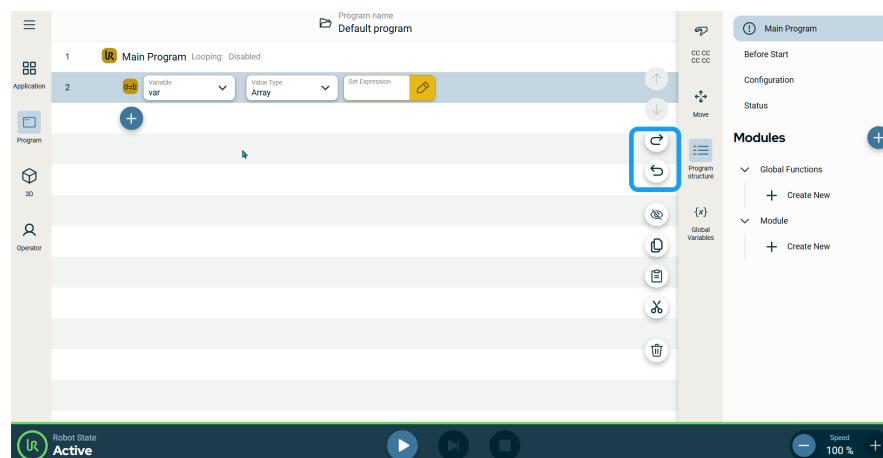 Program name
Default program
1 Main Program Looping: Disabled
2 Variable
var
Value Type
Array
Set Expression
Application
Program
3D
Operator
CC CC
CC CC
Move
Program
structure
{x}
Global
Variables
Main Program
Before Start
Configuration
Status
Modules
Global Functions
Create New
Module
Create New
Robot State
Active
Speed
100 %